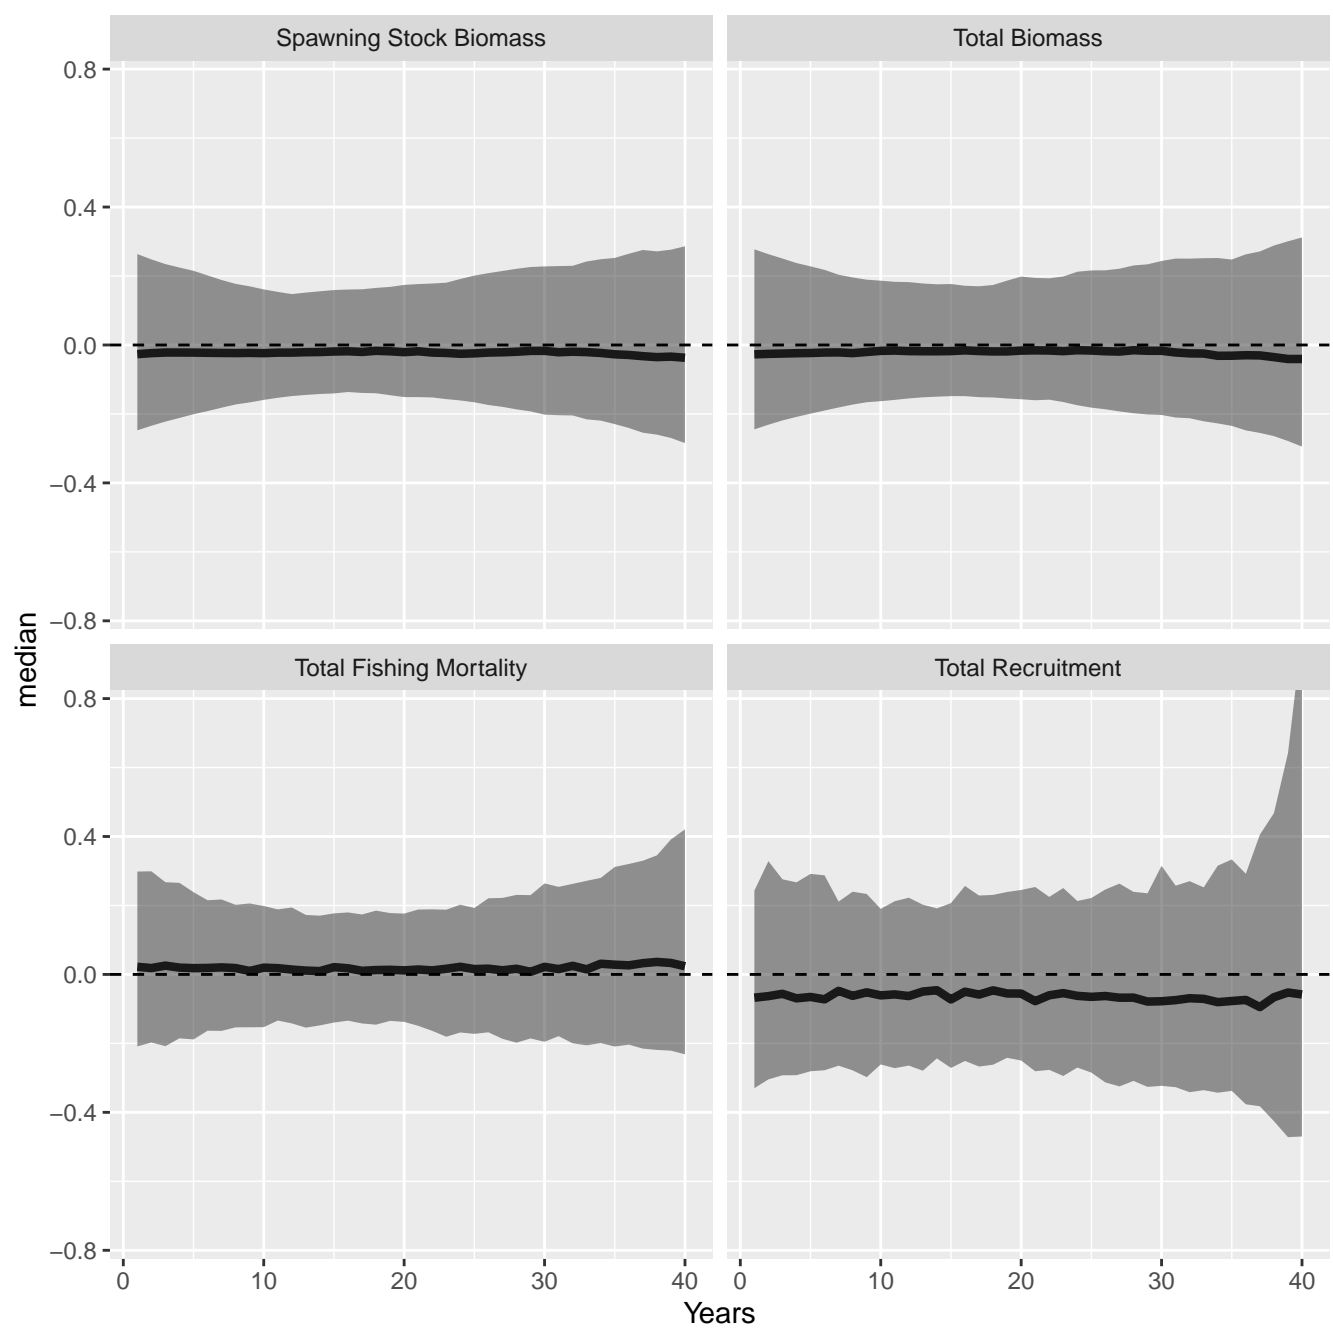 Spawning Stock Biomass
Total Biomass
0.8
0.4
0.0
−0.4
−0.8
median
Total Fishing Mortality
Total Recruitment
0.8
0.4
0.0
−0.4
−0.8
0 10 20 30 40
0 10 20 30 40
Years